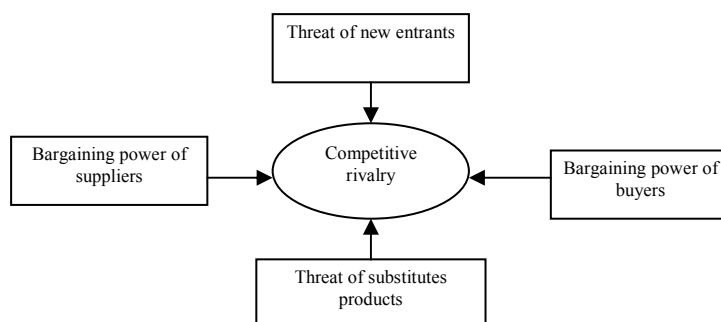 Threat of new entrants
Competitive
rivalry
Bargaining power of
suppliers
Bargaining power of
buyers
Threat of substitutes
products